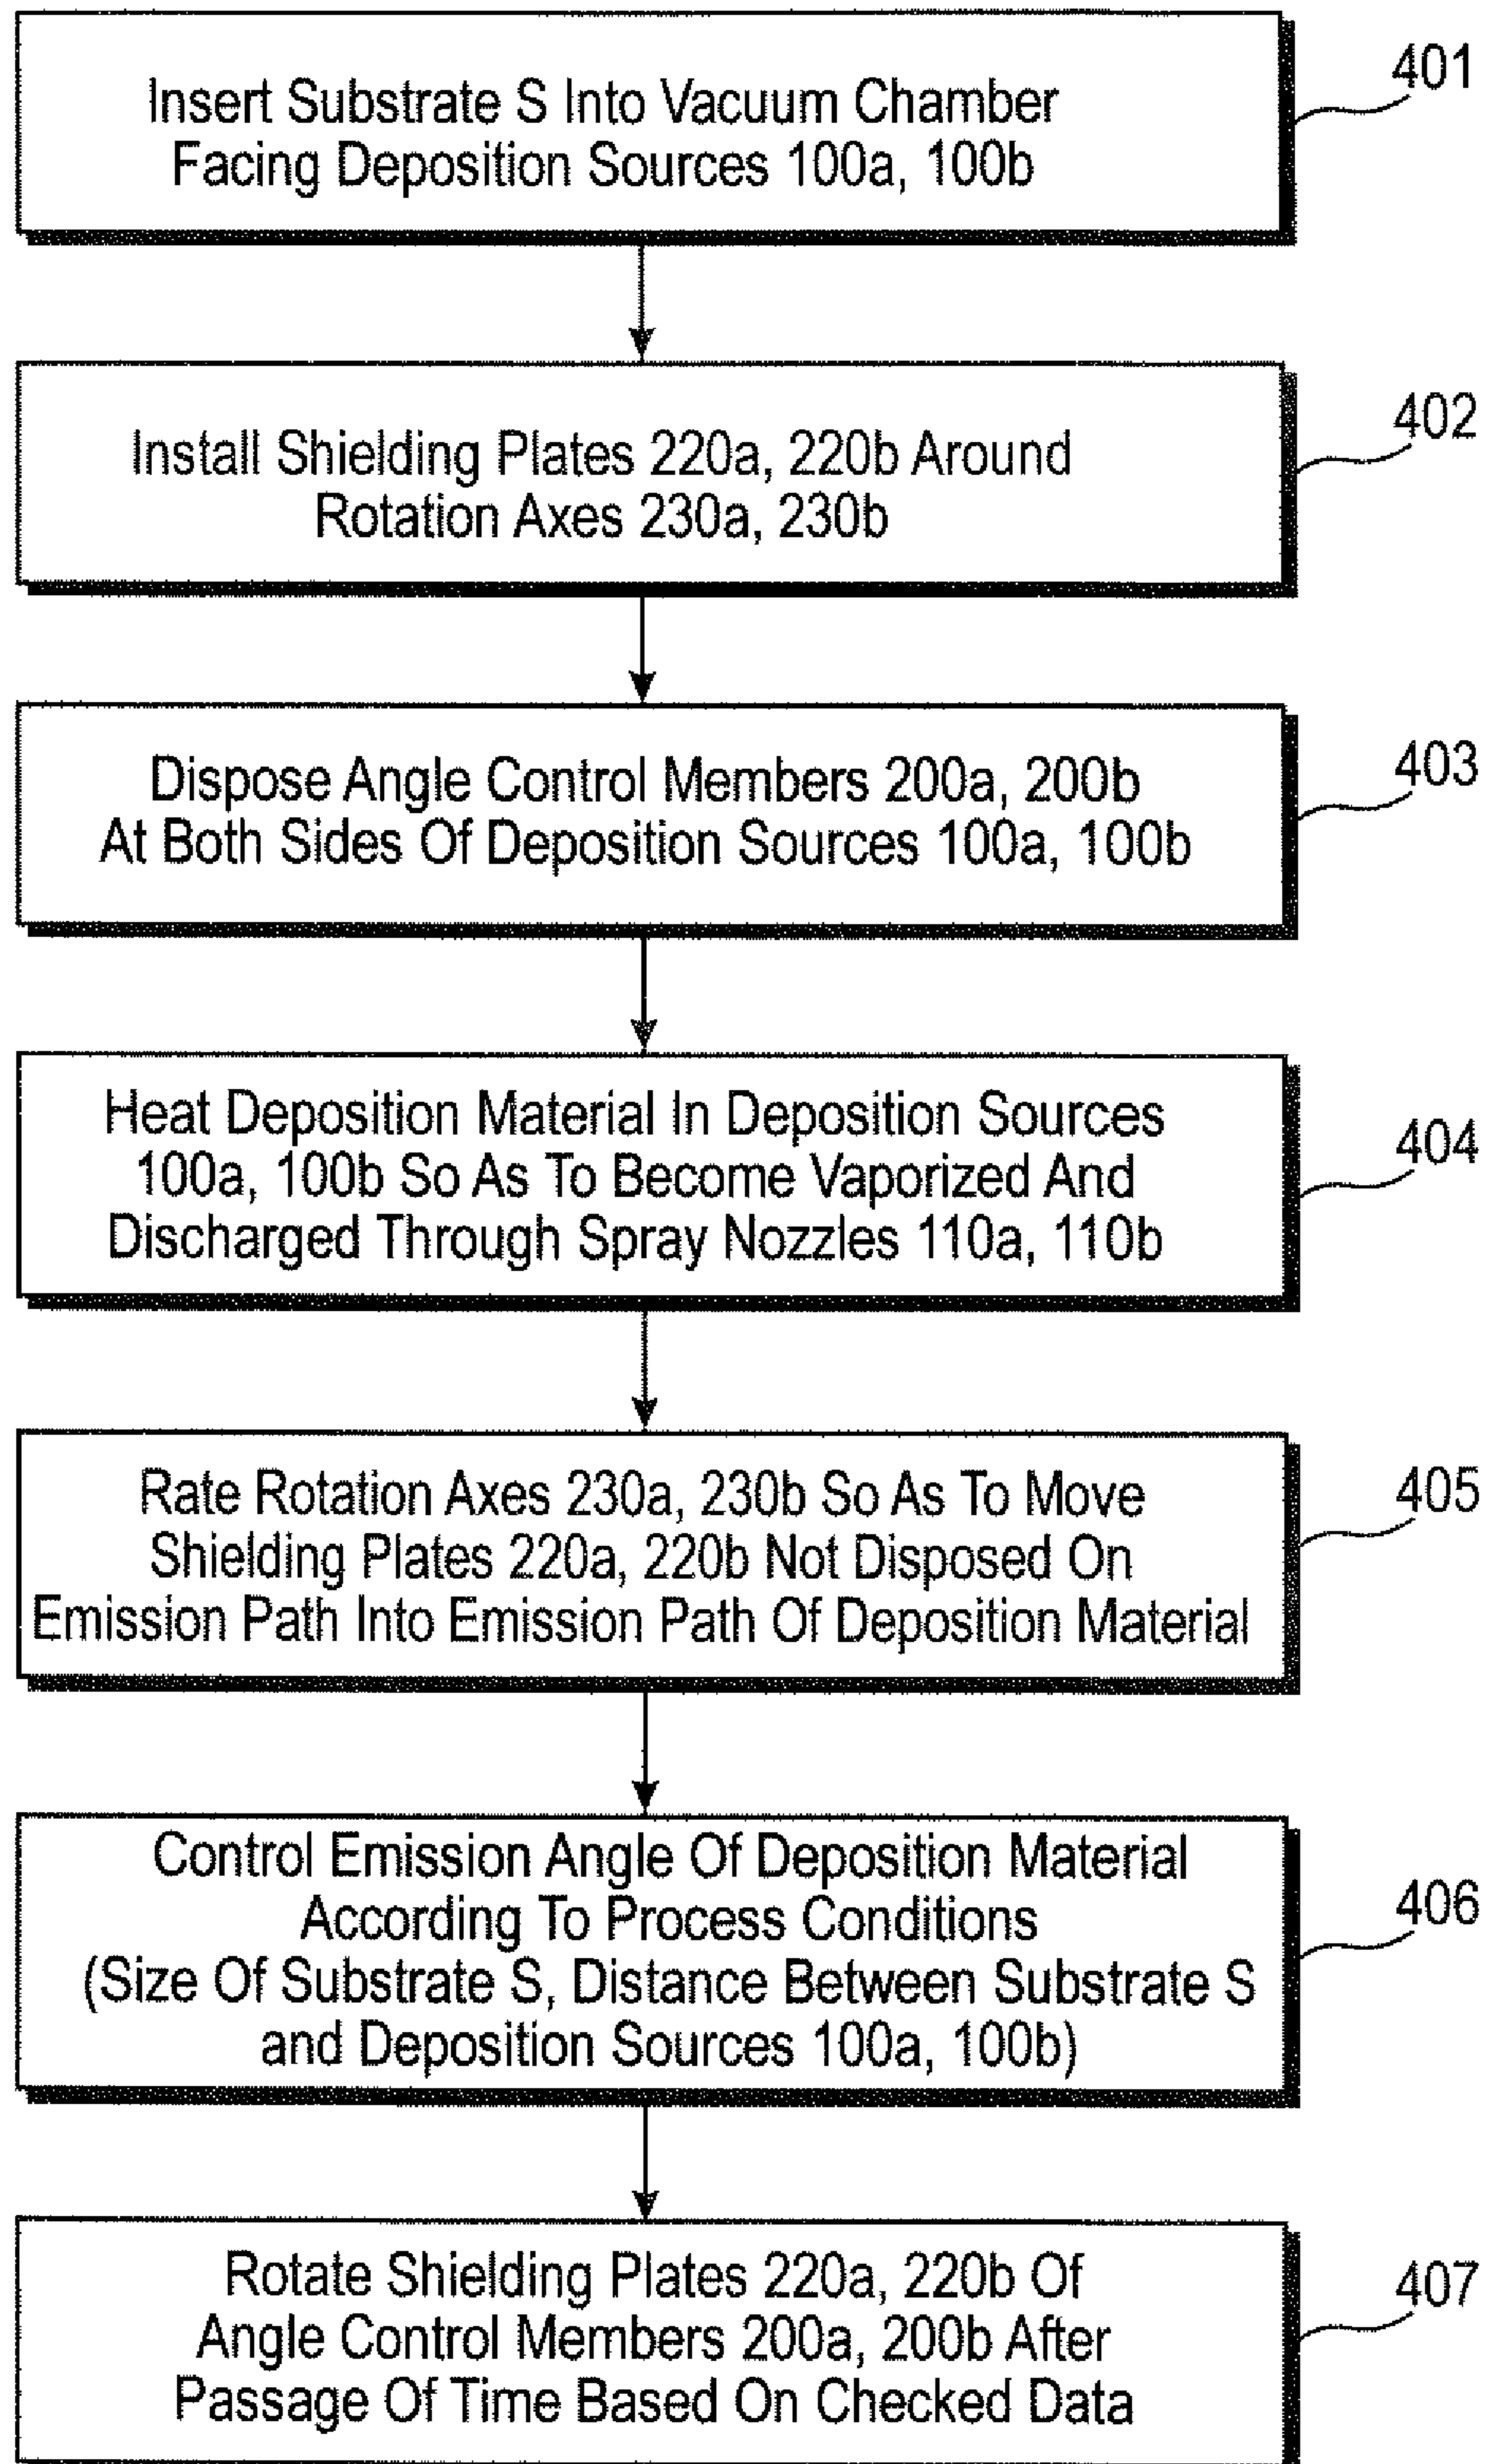 Insert Substrate S Into Vacuum Chamber
Facing Deposition Sources 100a, 100b
401
Install Shielding Plates 220a, 220b Around
Rotation Axes 230a, 230b
402
Dispose Angle Control Members 200a, 200b
At Both Sides Of Deposition Sources 100a, 100b
403
Heat Deposition Material In Deposition Sources
100a, 100b So As To Become Vaporized And
Discharged Through Spray Nozzles 110a, 110b
404
Rate Rotation Axes 230a, 230b So As To Move
Shielding Plates 220a, 220b Not Disposed On
Emission Path Into Emission Path Of Deposition Material
405
Control Emission Angle Of Deposition Material
According To Process Conditions
(Size Of Substrate S, Distance Between Substrate S
and Deposition Sources 100a, 100b)
406
Rotate Shielding Plates 220a, 220b Of
Angle Control Members 200a, 200b After
Passage Of Time Based On Checked Data
407